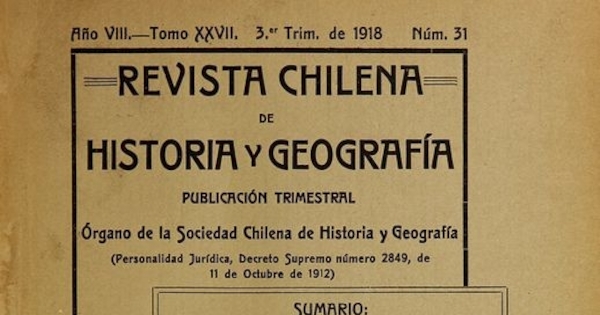 Año VIII.—Tomo XXVII. 3.er Trim. de 1918 Núm. 31
REVISTA CHILENA
DE
HISTORIA Y GEOGRAFÍA
PUBLICACIÓN TRIMESTRAL
Órgano de la Sociedad Chilena de Historia y Geografía
(Personalidad Jurídica, Decreto Supremo número 2849, de
11 de Octubre de 1912)
SUMARIO: